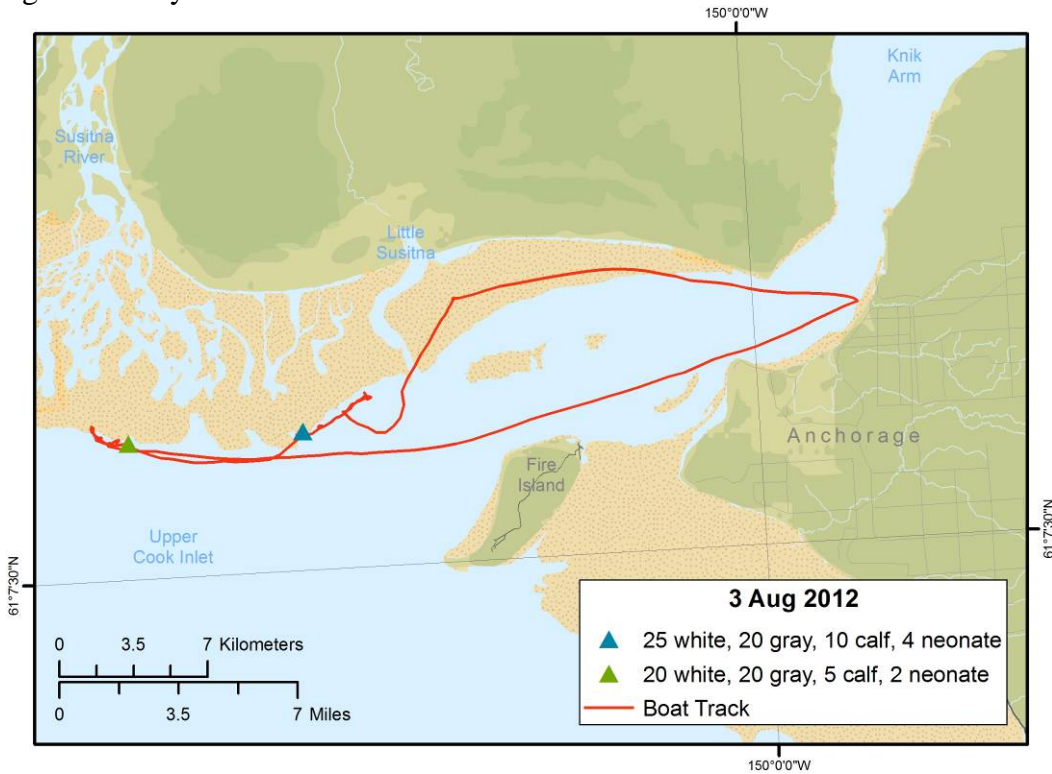 150°0'0"W
Knik
Arm
Susitna
River
Little
Susitna
Anchorage
Fire
Island
Upper
Cook Inlet
61°7'30"N
61°7'30"N
3 Aug 2012
25 white, 20 gray, 10 calf, 4 neonate
20 white, 20 gray, 5 calf, 2 neonate
Boat Track
0 3.5 7 Kilometers
0 3.5 7 Miles
150°0'0"W